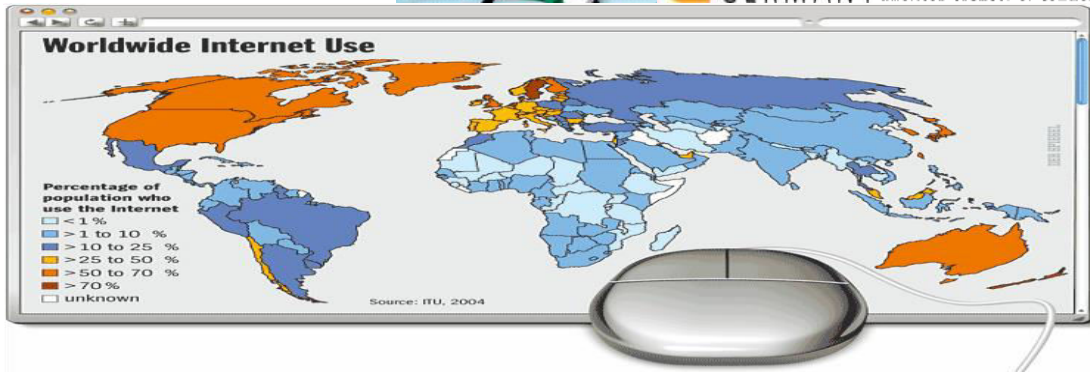 GERMANY
Worldwide Internet Use
Percentage of
population who
use the Internet
<1 %
>1 to 10 %
>10 to 25 %
>25 to 50 %
>50 to 70 %
>70 %
unknown
Source: ITU, 2004